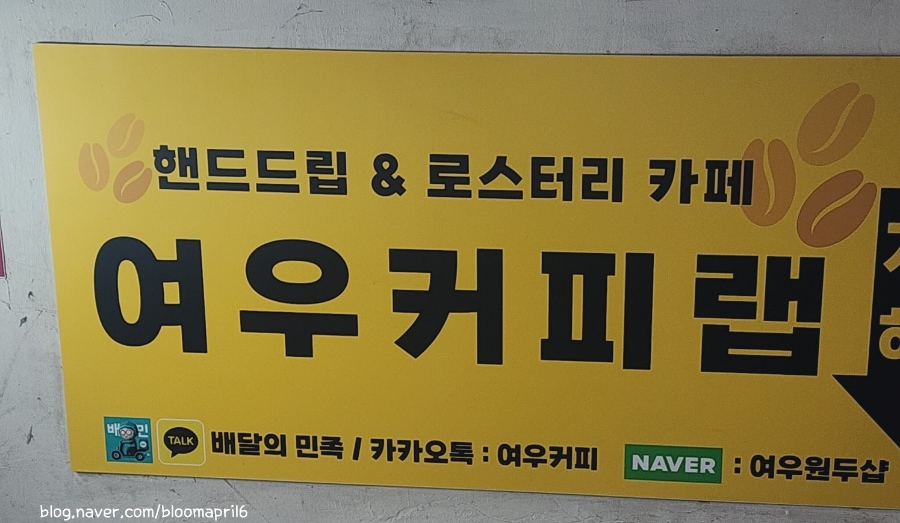 핸드드립 & 로스터리 카페
여우커피랩
배민 TALK 배달의 민족 / 카카오톡 : 여우커피 NAVER : 여우원두샵
blog.naver.com/bloomapril6